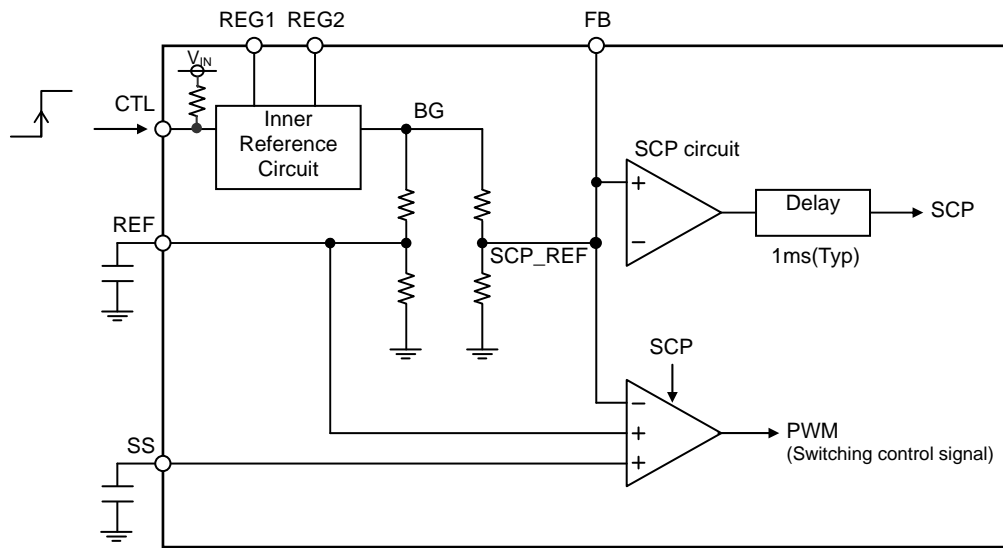 REG1 REG2 FB
V_IN
CTL
BG
Inner
Reference
Circuit
SCP circuit
+
−
Delay
SCP
1ms(Typ)
REF
SCP_REF
SCP
−
+
+
PWM
(Switching control signal)
SS